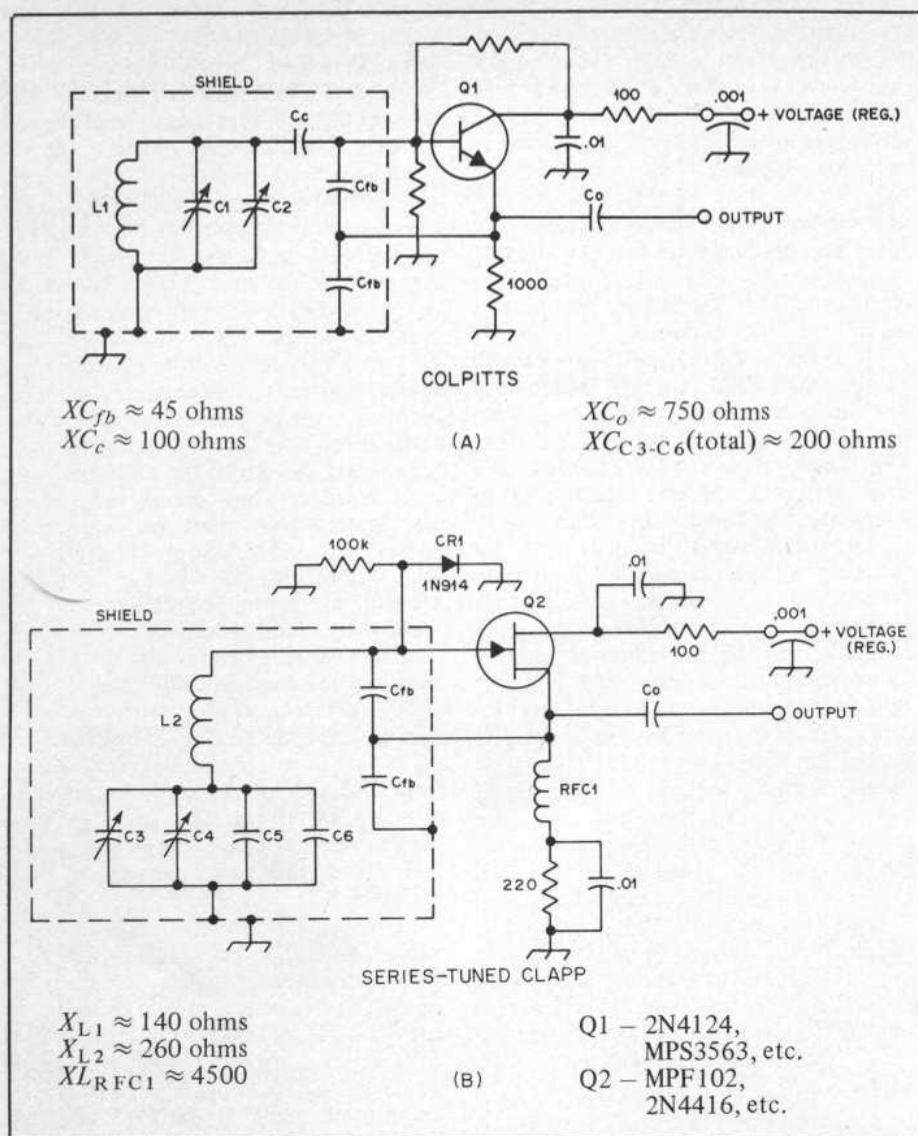 SHIELD
L1
C1
C2
Cc
Cfb
Cfb
Q1
100
.001
+ VOLTAGE (REG.)
.01
Co
OUTPUT
1000
COLPITTS
XCfb ≈ 45 ohms
XCc ≈ 100 ohms
(A)
XCo ≈ 750 ohms
XCC3-C6(total) ≈ 200 ohms
100k
CR1
1N914
SHIELD
Q2
.01
.001
+ VOLTAGE
(REG.)
100
Cfb
Cfb
L2
Co
OUTPUT
RFC1
C3
C4
C5
C6
220
.01
SERIES-TUNED CLAPP
XL1 ≈ 140 ohms
XL2 ≈ 260 ohms
XLRFC1 ≈ 4500
(B)
Q1 – 2N4124,
MPS3563, etc.
Q2 – MPF102,
2N4416, etc.